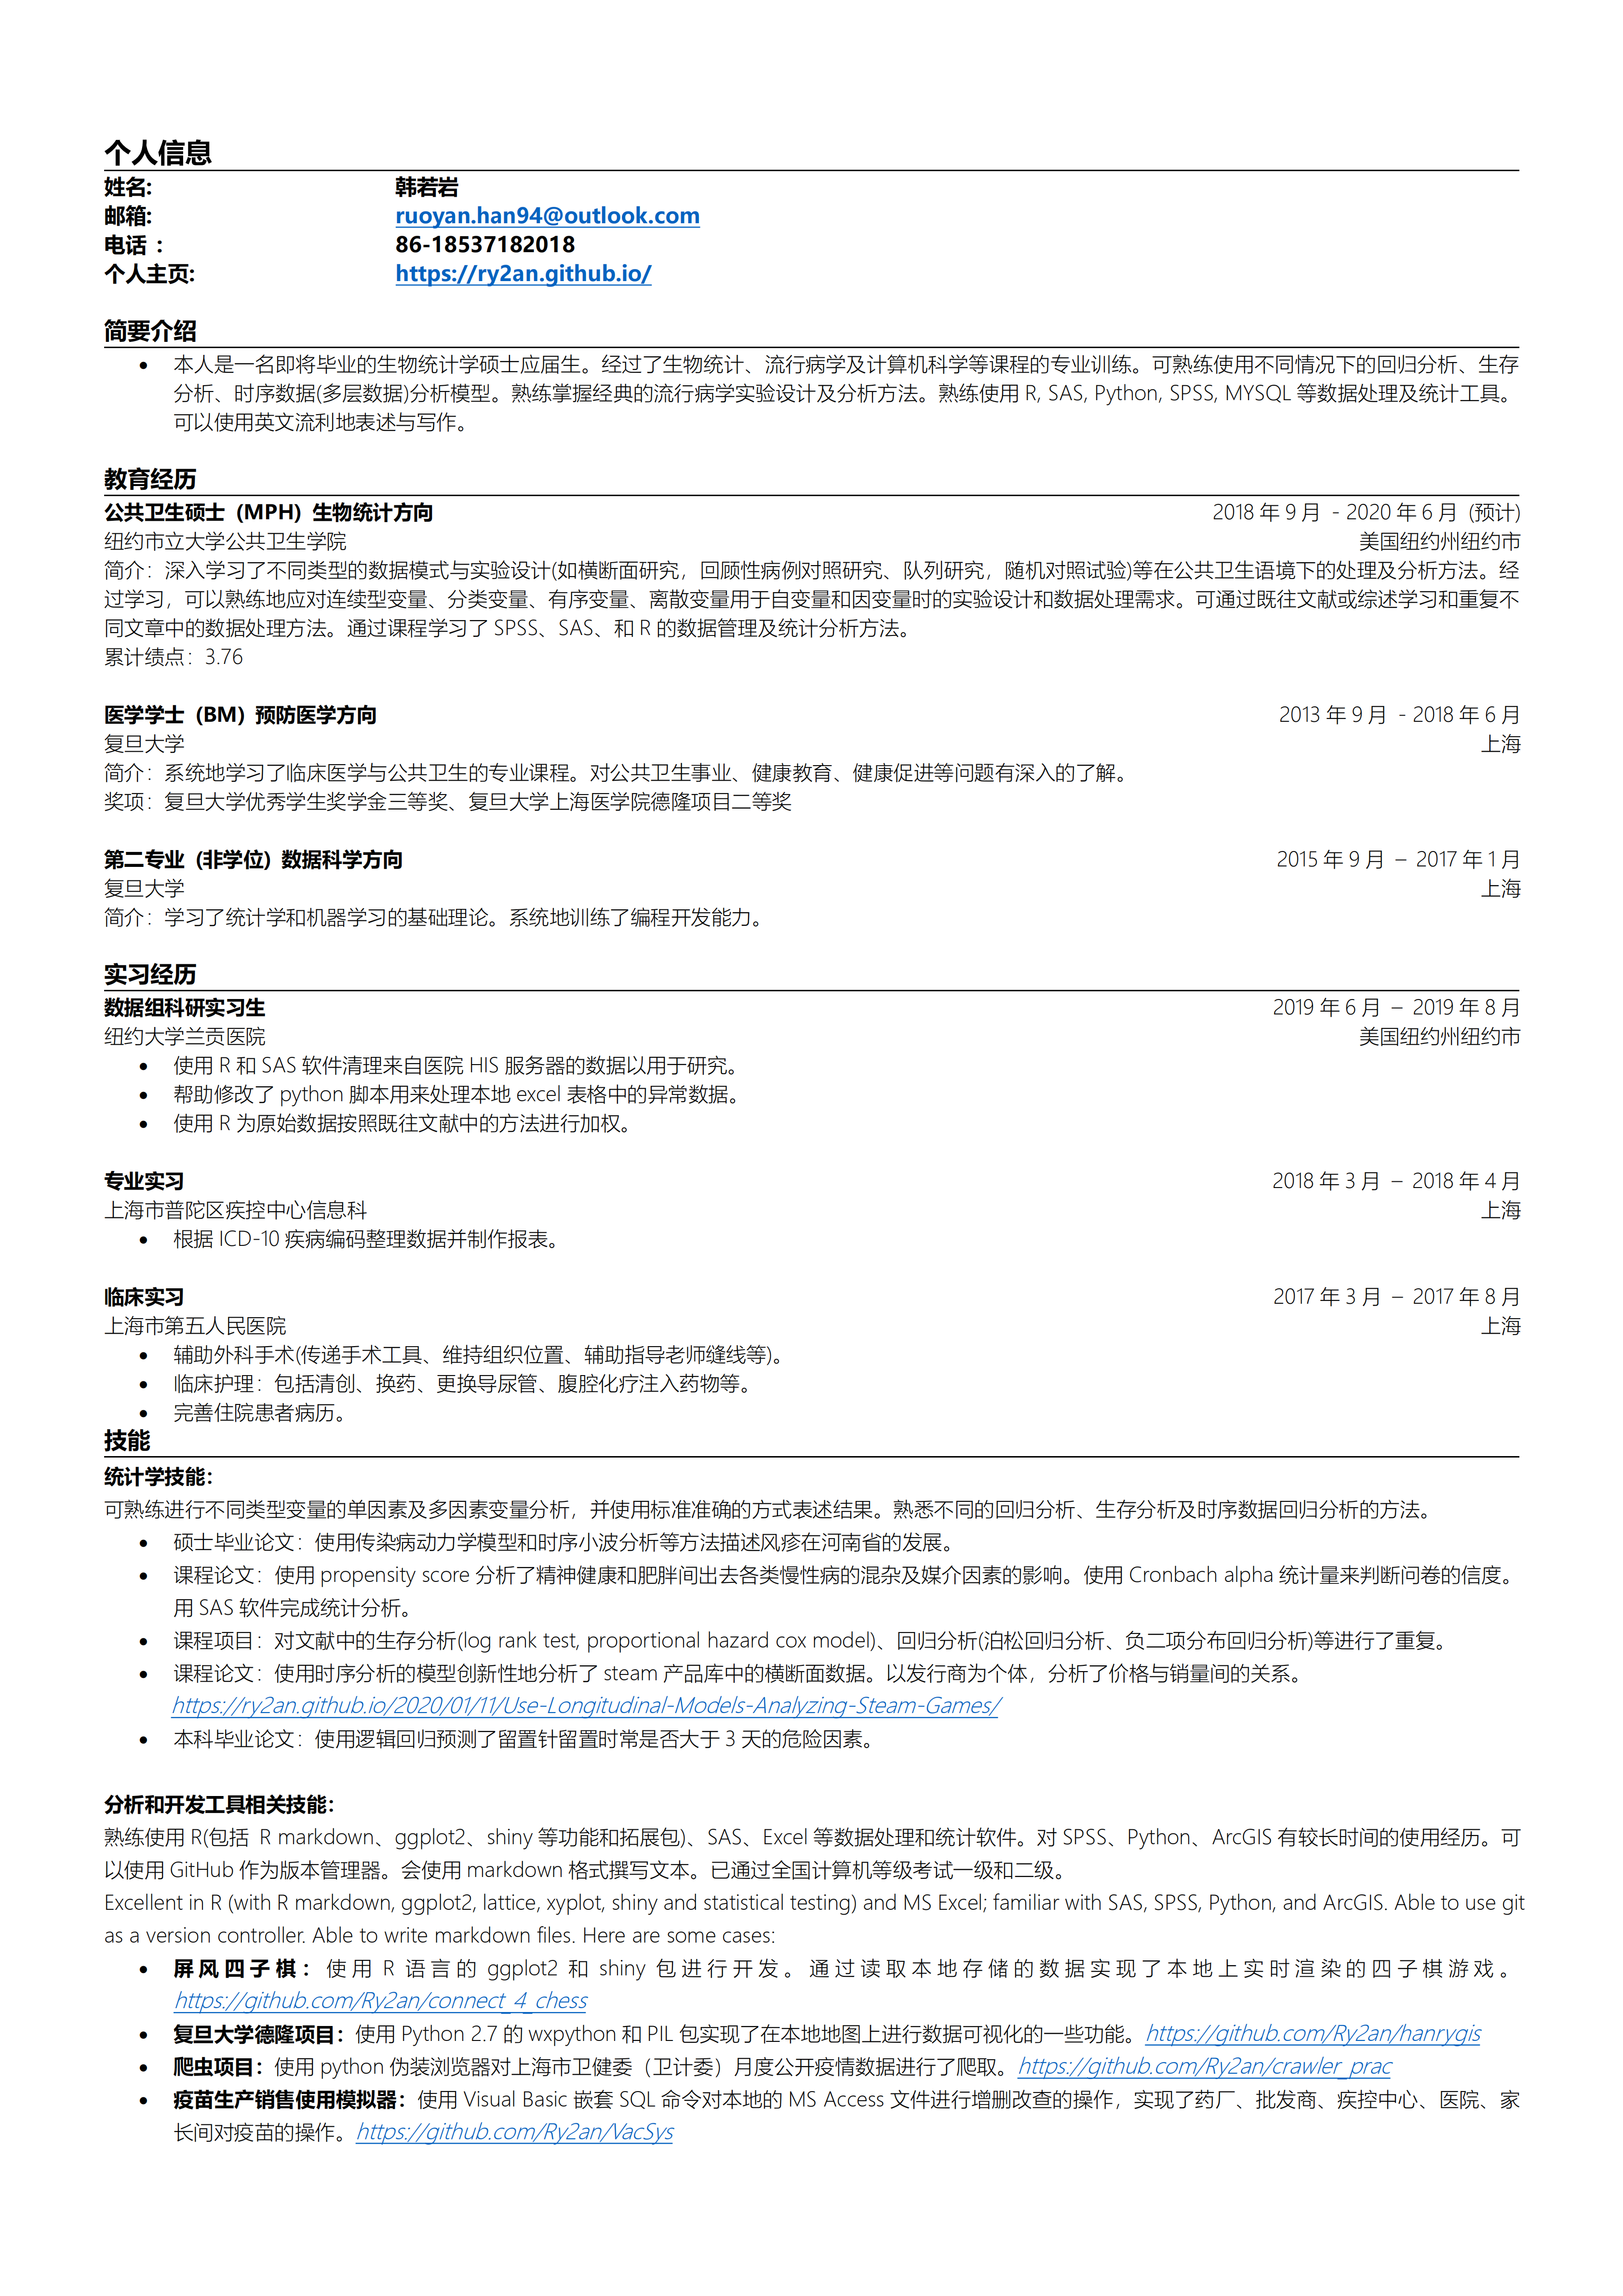 个人信息
姓名: 韩若岩
邮箱: ruoyan.han94@outlook.com
电话 : 86-18537182018
个人主页: https://ry2an.github.io/
简要介绍
• 本人是一名即将毕业的生物统计学硕士应届生。经过了生物统计、流行病学及计算机科学等课程的专业训练。可熟练使用不同情况下的回归分析、生存
分析、时序数据(多层数据)分析模型。熟练掌握经典的流行病学实验设计及分析方法。熟练使用 R, SAS, Python, SPSS, MYSQL 等数据处理及统计工具。
可以使用英文流利地表述与写作。
教育经历
公共卫生硕士 (MPH) 生物统计方向 2018 年 9 月 - 2020 年 6 月 (预计)
纽约市立大学公共卫生学院 美国纽约州纽约市
简介：深入学习了不同类型的数据模式与实验设计(如横断面研究，回顾性病例对照研究、队列研究，随机对照试验)等在公共卫生语境下的处理及分析方法。经
过学习，可以熟练地应对连续型变量、分类变量、有序变量、离散变量用于自变量和因变量时的实验设计和数据处理需求。可通过既往文献或综述学习和重复不
同文章中的数据处理方法。通过课程学习了 SPSS、SAS、和 R 的数据管理及统计分析方法。
累计绩点：3.76
医学学士 (BM) 预防医学方向 2013 年 9 月 - 2018 年 6 月
复旦大学 上海
简介：系统地学习了临床医学与公共卫生的专业课程。对公共卫生事业、健康教育、健康促进等问题有深入的了解。
奖项：复旦大学优秀学生奖学金三等奖、复旦大学上海医学院德隆项目二等奖
第二专业 (非学位) 数据科学方向 2015 年 9 月 – 2017 年 1 月
复旦大学 上海
简介：学习了统计学和机器学习的基础理论。系统地训练了编程开发能力。
实习经历
数据组科研实习生 2019 年 6 月 – 2019 年 8 月
纽约大学兰贡医院 美国纽约州纽约市
• 使用 R 和 SAS 软件清理来自医院 HIS 服务器的数据以用于研究。
• 帮助修改了 python 脚本用来处理本地 excel 表格中的异常数据。
• 使用 R 为原始数据按照既往文献中的方法进行加权。
专业实习 2018 年 3 月 – 2018 年 4 月
上海市普陀区疾控中心信息科 上海
• 根据 ICD-10 疾病编码整理数据并制作报表。
临床实习 2017 年 3 月 – 2017 年 8 月
上海市第五人民医院 上海
• 辅助外科手术(传递手术工具、维持组织位置、辅助指导老师缝线等)。
• 临床护理：包括清创、换药、更换导尿管、腹腔化疗注入药物等。
• 完善住院患者病历。
技能
统计学技能：
可熟练进行不同类型变量的单因素及多因素变量分析，并使用标准准确的方式表述结果。熟悉不同的回归分析、生存分析及时序数据回归分析的方法。
• 硕士毕业论文：使用传染病动力学模型和时序小波分析等方法描述风疹在河南省的发展。
• 课程论文：使用 propensity score 分析了精神健康和肥胖间出去各类慢性病的混杂及媒介因素的影响。使用 Cronbach alpha 统计量来判断问卷的信度。
用 SAS 软件完成统计分析。
• 课程项目：对文献中的生存分析(log rank test, proportional hazard cox model)、回归分析(泊松回归分析、负二项分布回归分析)等进行了重复。
• 课程论文：使用时序分析的模型创新性地分析了 steam 产品库中的横断面数据。以发行商为个体，分析了价格与销量间的关系。
https://ry2an.github.io/2020/01/11/Use-Longitudinal-Models-Analyzing-Steam-Games/
• 本科毕业论文：使用逻辑回归预测了留置针留置时常是否大于 3 天的危险因素。
分析和开发工具相关技能：
熟练使用 R(包括 R markdown、ggplot2、shiny 等功能和拓展包)、SAS、Excel 等数据处理和统计软件。对 SPSS、Python、ArcGIS 有较长时间的使用经历。可
以使用 GitHub 作为版本管理器。会使用 markdown 格式撰写文本。已通过全国计算机等级考试一级和二级。
Excellent in R (with R markdown, ggplot2, lattice, xyplot, shiny and statistical testing) and MS Excel; familiar with SAS, SPSS, Python, and ArcGIS. Able to use git
as a version controller. Able to write markdown files. Here are some cases:
• 屏风四子棋：使用 R 语言的 ggplot2 和 shiny 包进行开发。通过读取本地存储的数据实现了本地上实时渲染的四子棋游戏。
https://github.com/Ry2an/connect_4_chess
• 复旦大学德隆项目：使用 Python 2.7 的 wxpython 和 PIL 包实现了在本地地图上进行数据可视化的一些功能。https://github.com/Ry2an/hanrygis
• 爬虫项目：使用 python 伪装浏览器对上海市卫健委（卫计委）月度公开疫情数据进行了爬取。https://github.com/Ry2an/crawler_prac
• 疫苗生产销售使用模拟器：使用 Visual Basic 嵌套 SQL 命令对本地的 MS Access 文件进行增删改查的操作，实现了药厂、批发商、疾控中心、医院、家
长间对疫苗的操作。https://github.com/Ry2an/VacSys